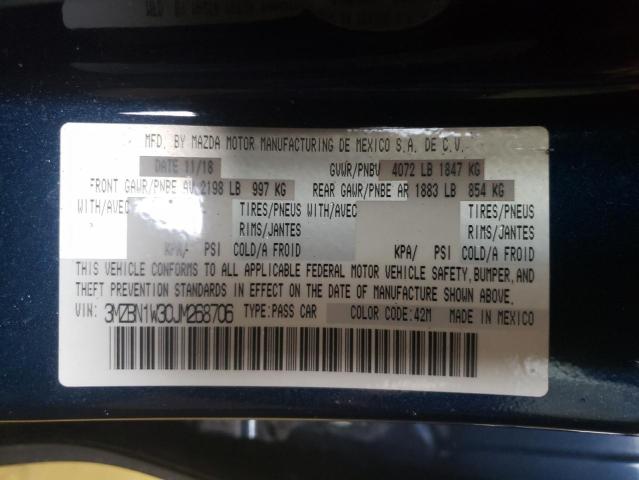 MFD. BY MAZDA MOTOR MANUFACTURING DE MEXICO S.A. DE C.V.
DATE 11/18 GVWR/PNBV 4072 LB 1847 KG
FRONT GAWR/PNBE AV 2198 LB 997 KG REAR GAWR/PNBE AR 1883 LB 854 KG
WITH/AVEC TIRES/PNEUS WITH/AVEC TIRES/PNEUS
RIMS/JANTES RIMS/JANTES
KPA/ PSI COLD/A FROID KPA/ PSI COLD/A FROID
THIS VEHICLE CONFORMS TO ALL APPLICABLE FEDERAL MOTOR VEHICLE SAFETY, BUMPER, AND
THEFT PREVENTION STANDARDS IN EFFECT ON THE DATE OF MANUFACTURE SHOWN ABOVE.
VIN: 3MZBN1W30JM268706 TYPE:PASS CAR COLOR CODE:42M MADE IN MEXICO